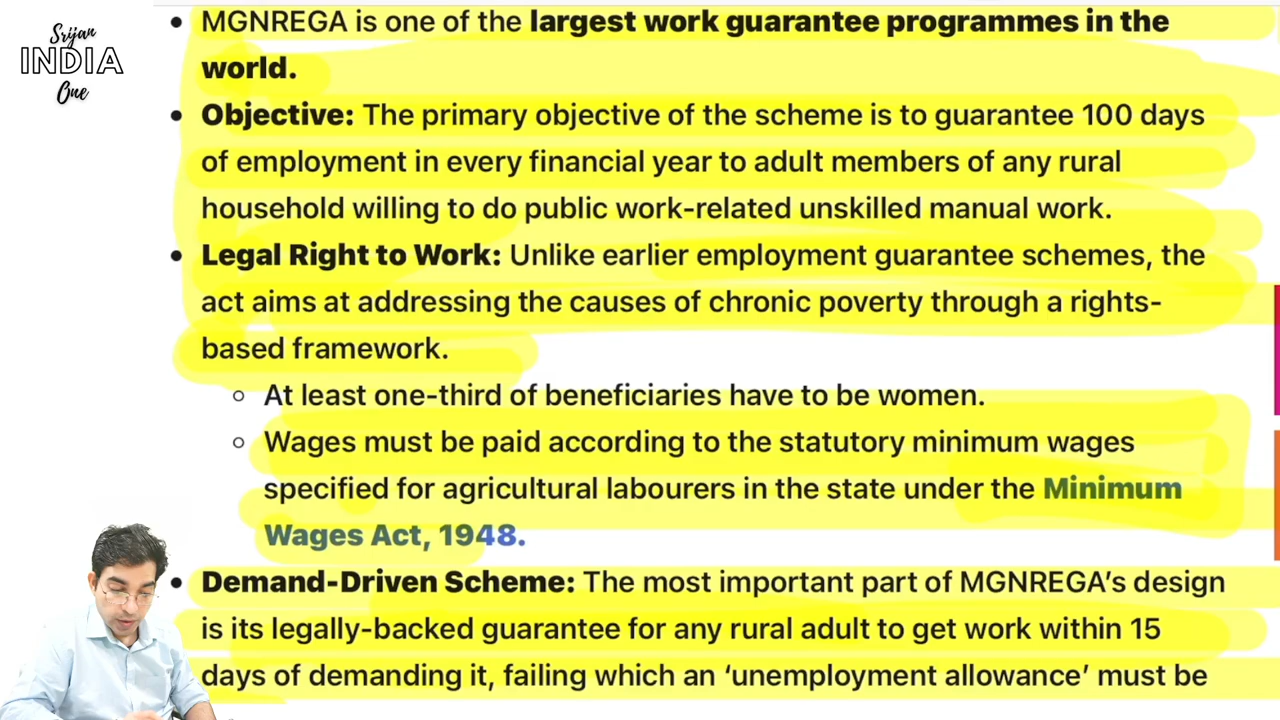 Srijan
INDIA
One
• MGNREGA is one of the largest work guarantee programmes in the
world.
• Objective: The primary objective of the scheme is to guarantee 100 days
of employment in every financial year to adult members of any rural
household willing to do public work-related unskilled manual work.
• Legal Right to Work: Unlike earlier employment guarantee schemes, the
act aims at addressing the causes of chronic poverty through a rights-
based framework.
○ At least one-third of beneficiaries have to be women.
○ Wages must be paid according to the statutory minimum wages
specified for agricultural labourers in the state under the Minimum
Wages Act, 1948.
• Demand-Driven Scheme: The most important part of MGNREGA’s design
is its legally-backed guarantee for any rural adult to get work within 15
days of demanding it, failing which an ‘unemployment allowance’ must be